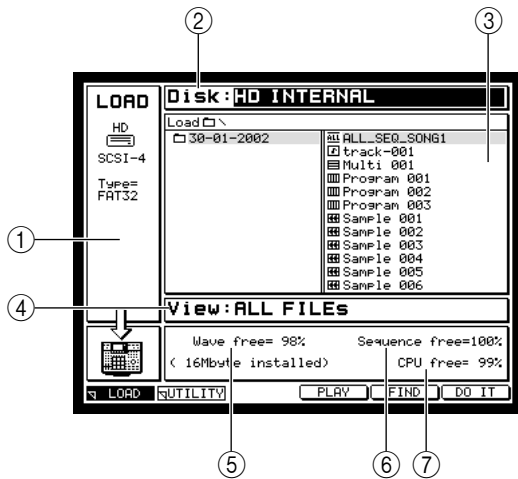 ② ③
LOAD Disk:HD INTERNAL
HD
SCSI-4
Type=
FAT32
Load \
30-01-2002
ALL ALL_SEQ_SONG1
track-001
Multi 001
Program 001
Program 002
Program 003
Sample 001
Sample 002
Sample 003
Sample 004
Sample 005
Sample 006
①
④ View:ALL FILEs
Wave free= 98% Sequence free=100%
( 16Mbyte installed) CPU free= 99%
LOAD UTILITY PLAY FIND DO IT
⑤ ⑥ ⑦